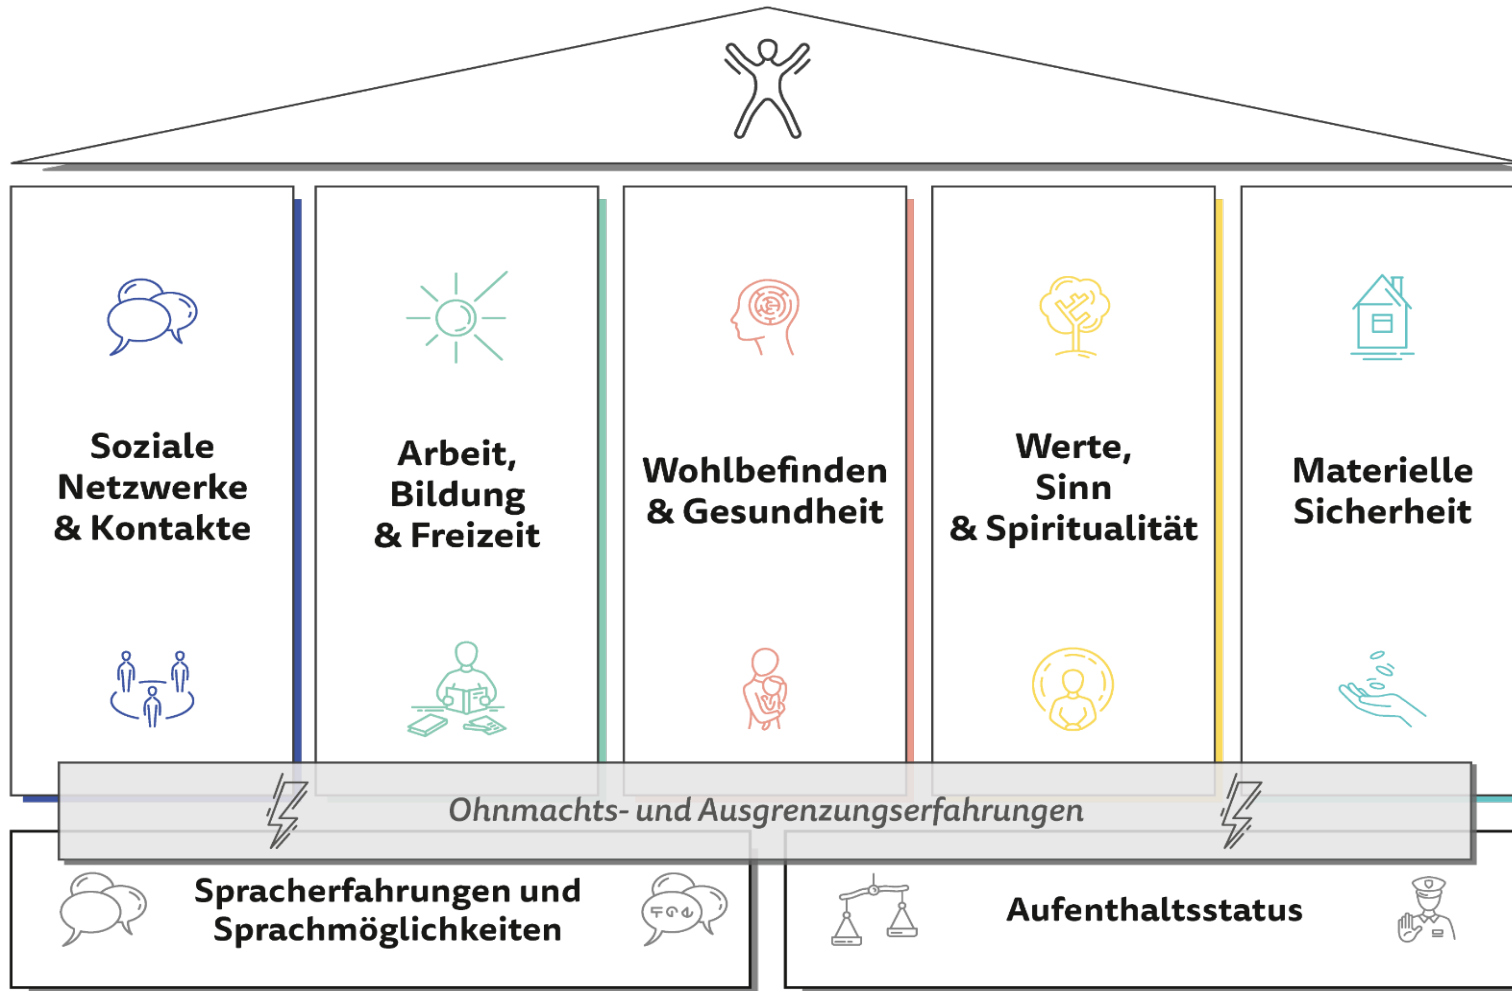 Soziale
Netzwerke
& Kontakte
Arbeit,
Bildung
& Freizeit
Wohlbefinden
& Gesundheit
Werte,
Sinn
& Spiritualität
Materielle
Sicherheit
Ohnmachts- und Ausgrenzungserfahrungen
Spracherfahrungen und
Sprachmöglichkeiten
Aufenthaltsstatus